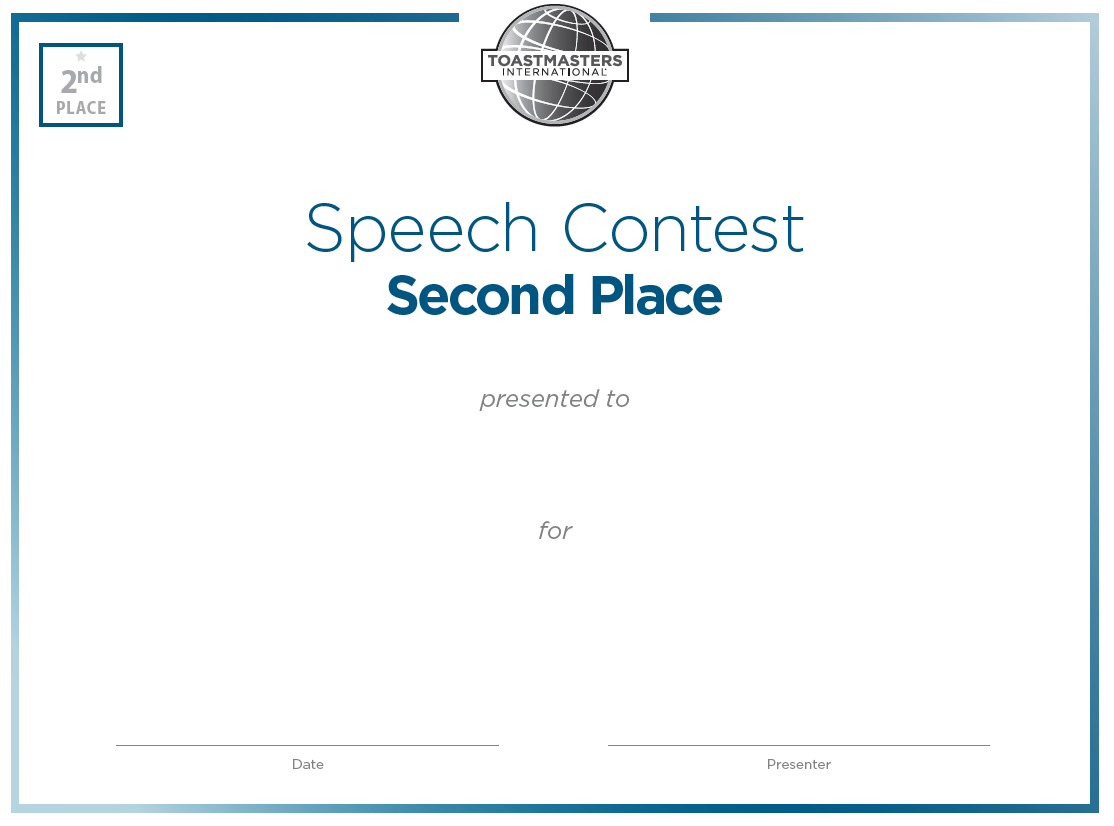 2nd
PLACE
TOASTMASTERS
INTERNATIONAL
Speech Contest
Second Place
presented to
for
Date
Presenter